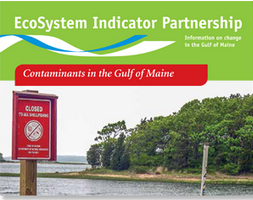 EcoSystem Indicator Partnership
Information on change
in the Gulf of Maine
Contaminants in the Gulf of Maine
CLOSED
TO ALL SHELLFISHING